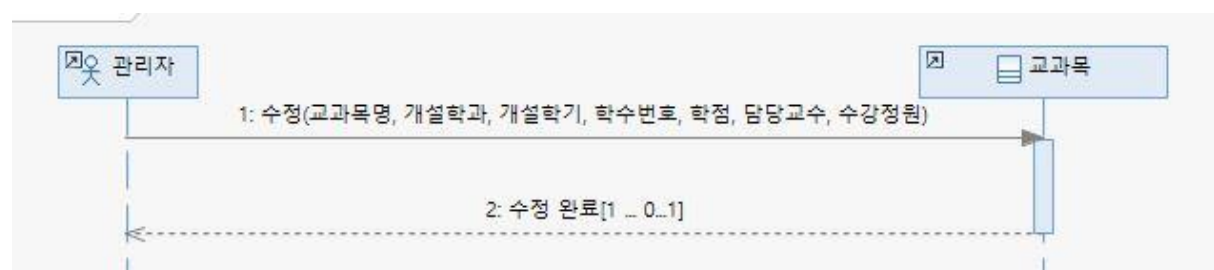 관리자
교과목
1: 수정(교과목명, 개설학과, 개설학기, 학수번호, 학점, 담당교수, 수강정원)
2: 수정 완료[1 ... 0...1]